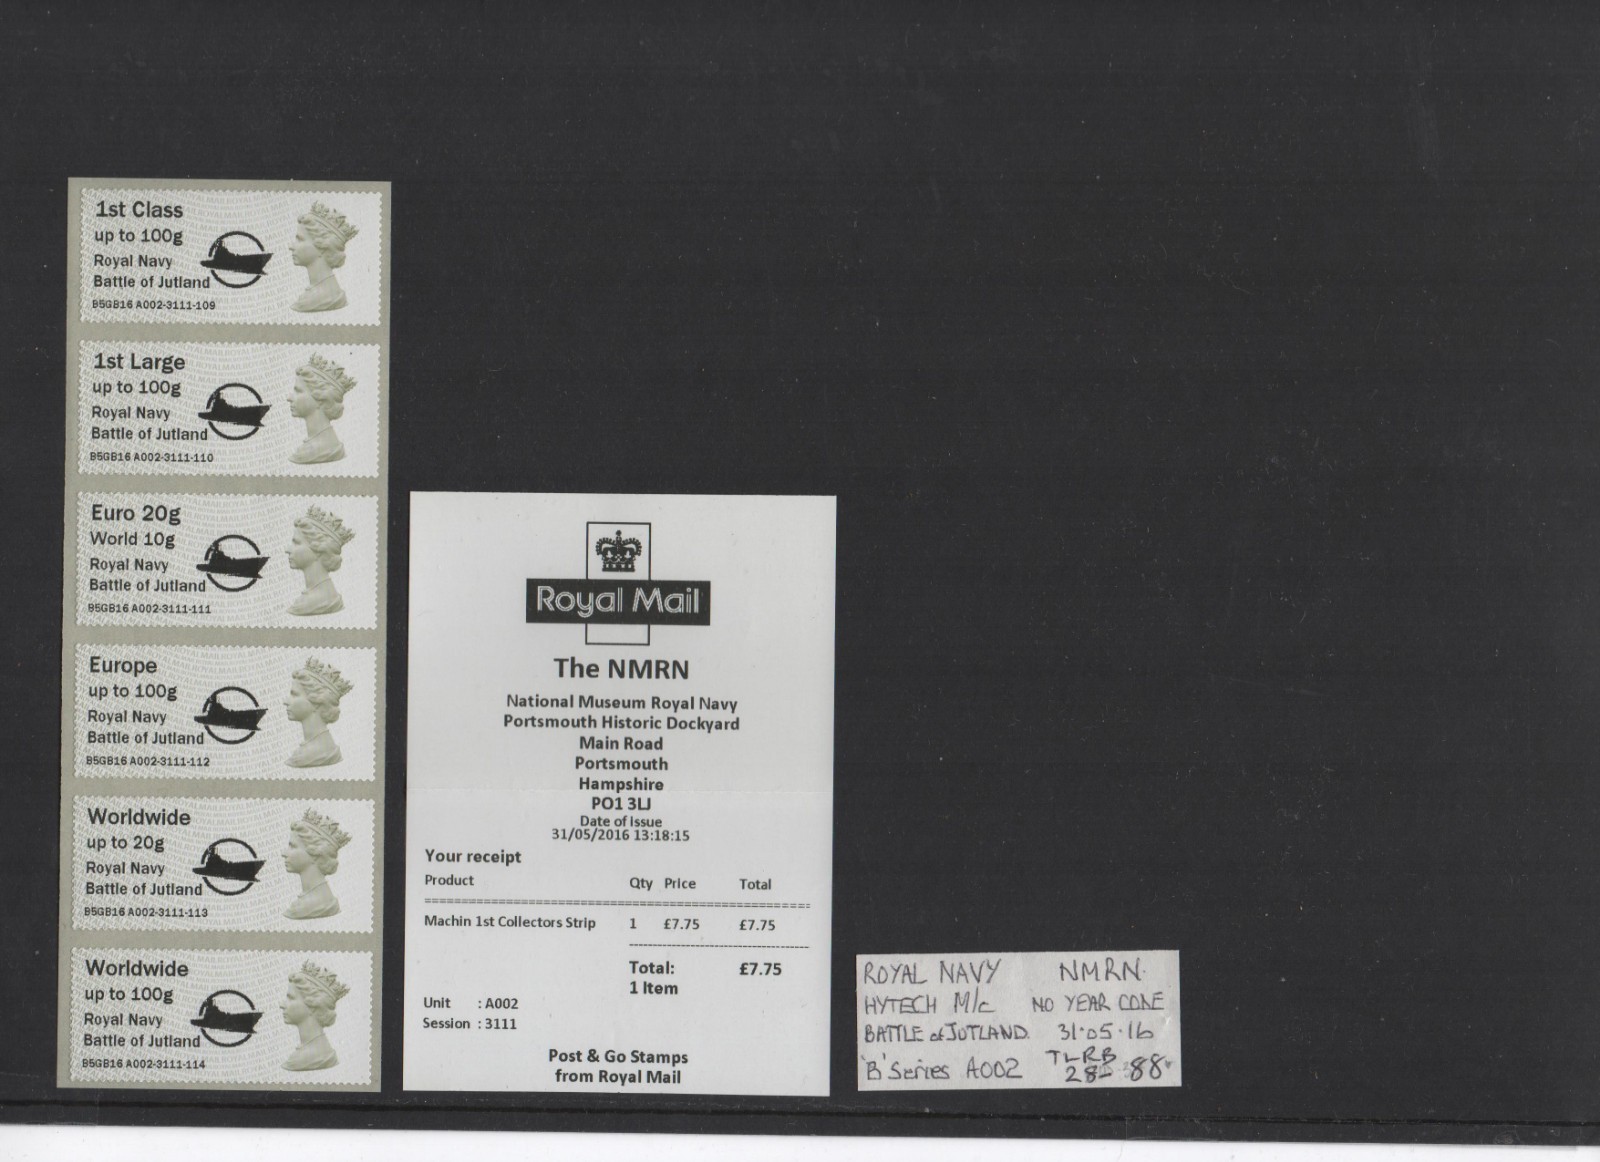 1st Class
up to 100g
Royal Navy
Battle of Jutland
B5GB16 A002-3111-109
1st Large
up to 100g
Royal Navy
Battle of Jutland
B5GB16 A002-3111-110
Euro 20g
World 10g
Royal Navy
Battle of Jutland
B5GB16 A002-3111-111
Europe
up to 100g
Royal Navy
Battle of Jutland
B5GB16 A002-3111-112
Worldwide
up to 20g
Royal Navy
Battle of Jutland
B5GB16 A002-3111-113
Worldwide
up to 100g
Royal Navy
Battle of Jutland
B5GB16 A002-3111-114
Royal Mail
The NMRN
National Museum Royal Navy
Portsmouth Historic Dockyard
Main Road
Portsmouth
Hampshire
PO1 3LJ
Date of Issue
31/05/2016 13:18:15
Your receipt
Product Qty Price Total
Machin 1st Collectors Strip 1 £7.75 £7.75
Total: £7.75
1 Item
Unit : A002
Session : 3111
Post & Go Stamps
from Royal Mail
ROYAL NAVY NMRN.
HYTECH M/c NO YEAR CODE
BATTLE of JUTLAND. 31·05·16
'B' Series A002 TLRB
28- 88·